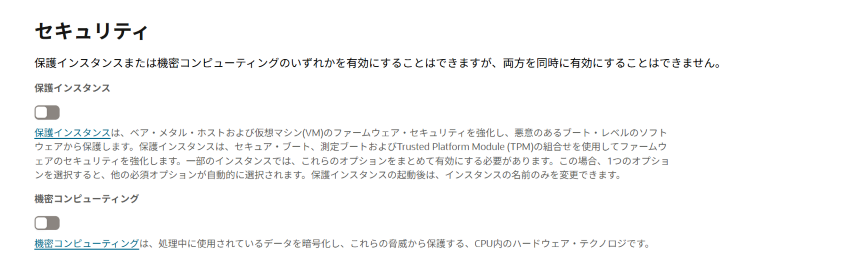 セキュリティ
保護インスタンスまたは機密コンピューティングのいずれかを有効にすることはできますが、両方を同時に有効にすることはできません。
保護インスタンス
保護インスタンスは、ベア・メタル・ホストおよび仮想マシン(VM)のファームウェア・セキュリティを強化し、悪意のあるブート・レベルのソフト
ウェアから保護します。保護インスタンスは、セキュア・ブート、測定ブートおよびTrusted Platform Module (TPM)の組合せを使用してファームウ
ェアのセキュリティを強化します。一部のインスタンスでは、これらのオプションをまとめて有効にする必要があります。この場合、1つのオプショ
ンを選択すると、他の必須オプションが自動的に選択されます。保護インスタンスの起動後は、インスタンスの名前のみを変更できます。
機密コンピューティング
機密コンピューティングは、処理中に使用されているデータを暗号化し、これらの脅威から保護する、CPU内のハードウェア・テクノロジです。